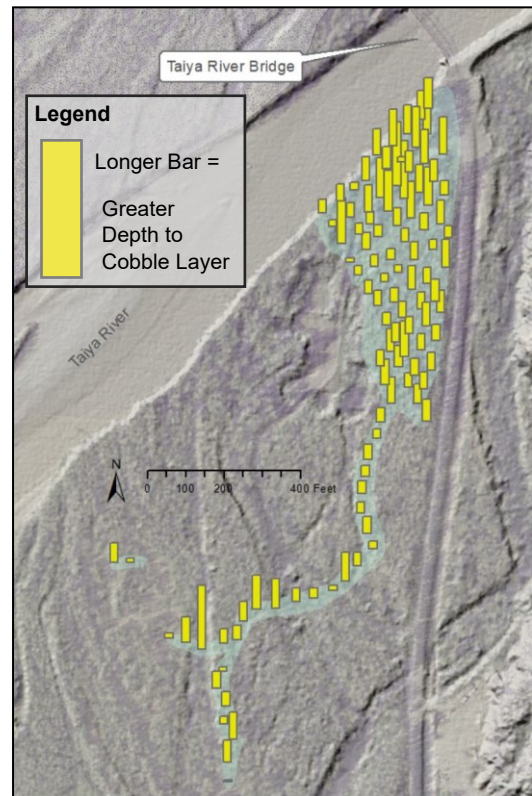 Taiya River Bridge
Legend
Longer Bar =
Greater
Depth to
Cobble Layer
Taiya River
N
0 100 200 400 Feet